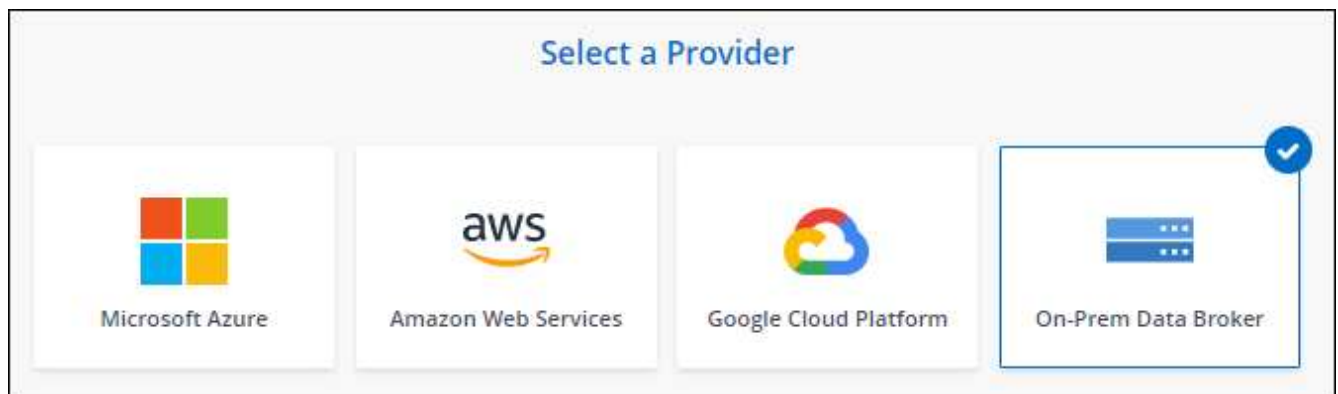 Select a Provider
aws
Microsoft Azure
Amazon Web Services
Google Cloud Platform
On-Prem Data Broker